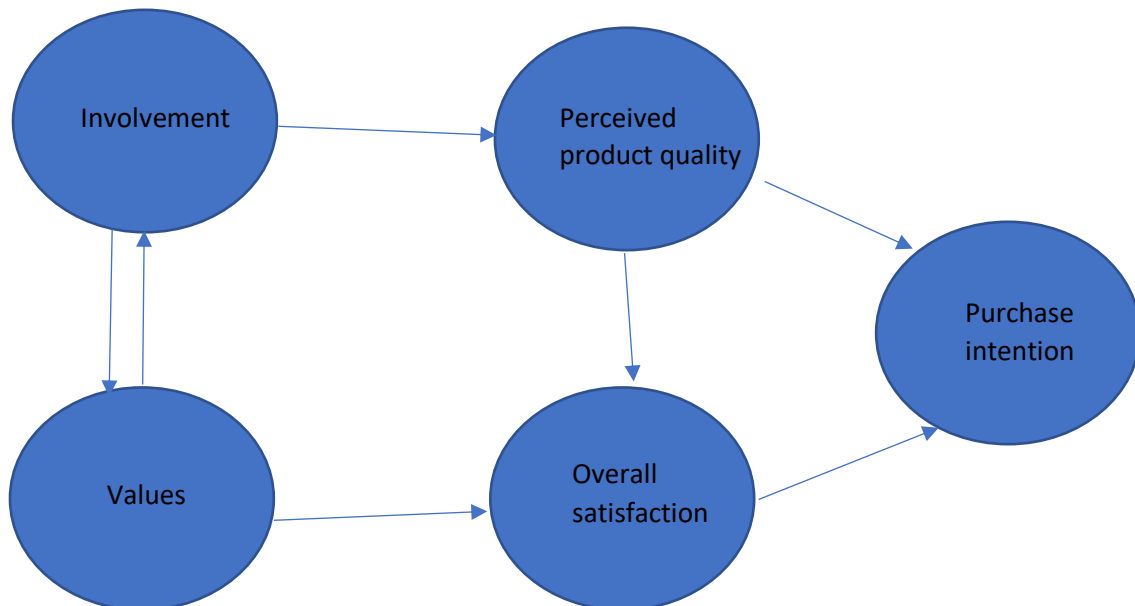 Involvement
Perceived
product quality
Purchase
intention
Values
Overall
satisfaction